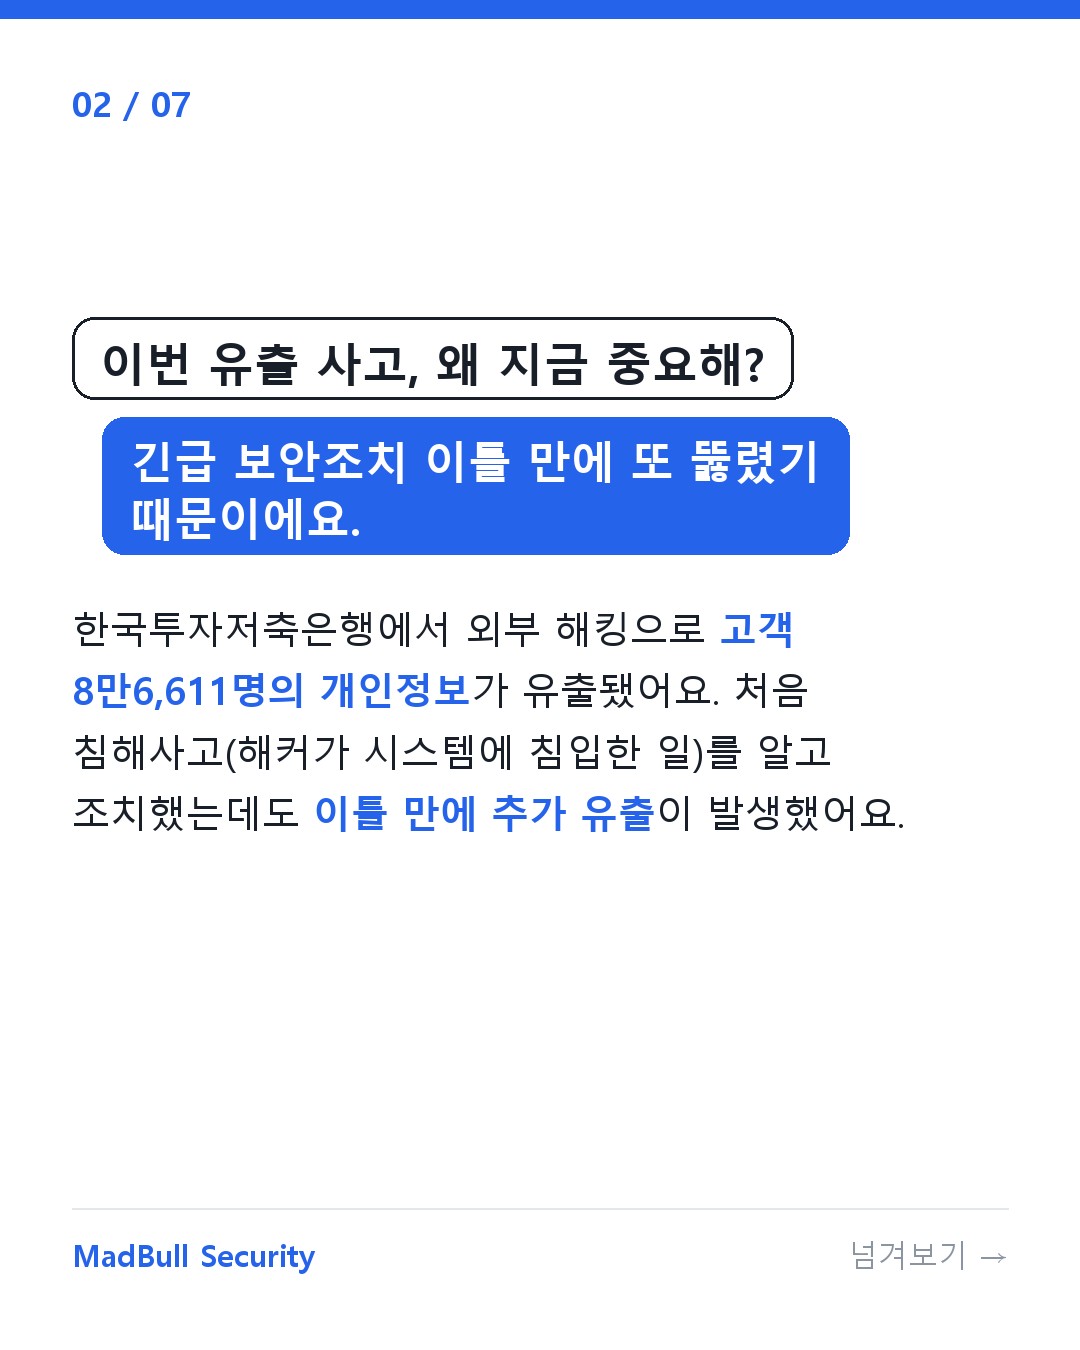 02 / 07
이번 유출 사고, 왜 지금 중요해?
긴급 보안조치 이틀 만에 또 뚫렸기
때문이에요.
한국투자저축은행에서 외부 해킹으로 고객
8만6,611명의 개인정보가 유출됐어요. 처음
침해사고(해커가 시스템에 침입한 일)를 알고
조치했는데도 이틀 만에 추가 유출이 발생했어요.
MadBull Security
넘겨보기 →